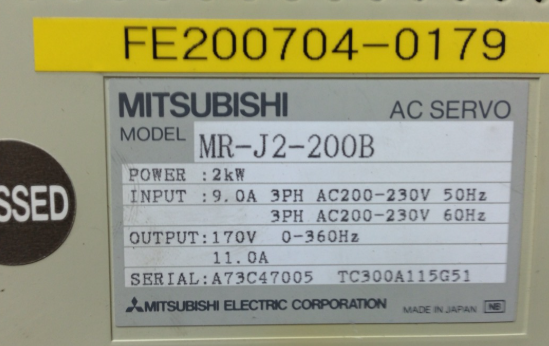 FE200704-0179
MITSUBISHI AC SERVO
MODEL MR-J2-200B
POWER :2kW
INPUT :9.0A 3PH AC200-230V 50Hz
3PH AC200-230V 60Hz
OUTPUT:170V 0-360Hz
11.0A
SSED
SERIAL:A73C47005 TC300A115G51
MITSUBISHI ELECTRIC CORPORATION MADE IN JAPAN